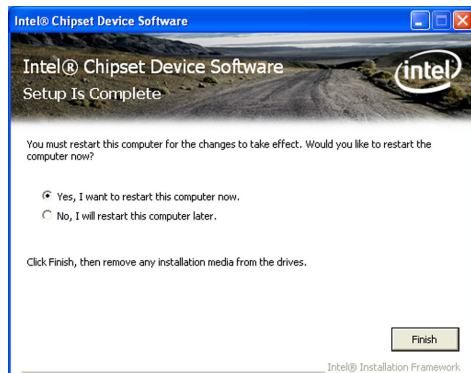 Intel® Chipset Device Software
Intel® Chipset Device Software
Setup Is Complete
intel
You must restart this computer for the changes to take effect. Would you like to restart the
computer now?
Yes, I want to restart this computer now.
No, I will restart this computer later.
Click Finish, then remove any installation media from the drives.
Finish
Intel® Installation Framework